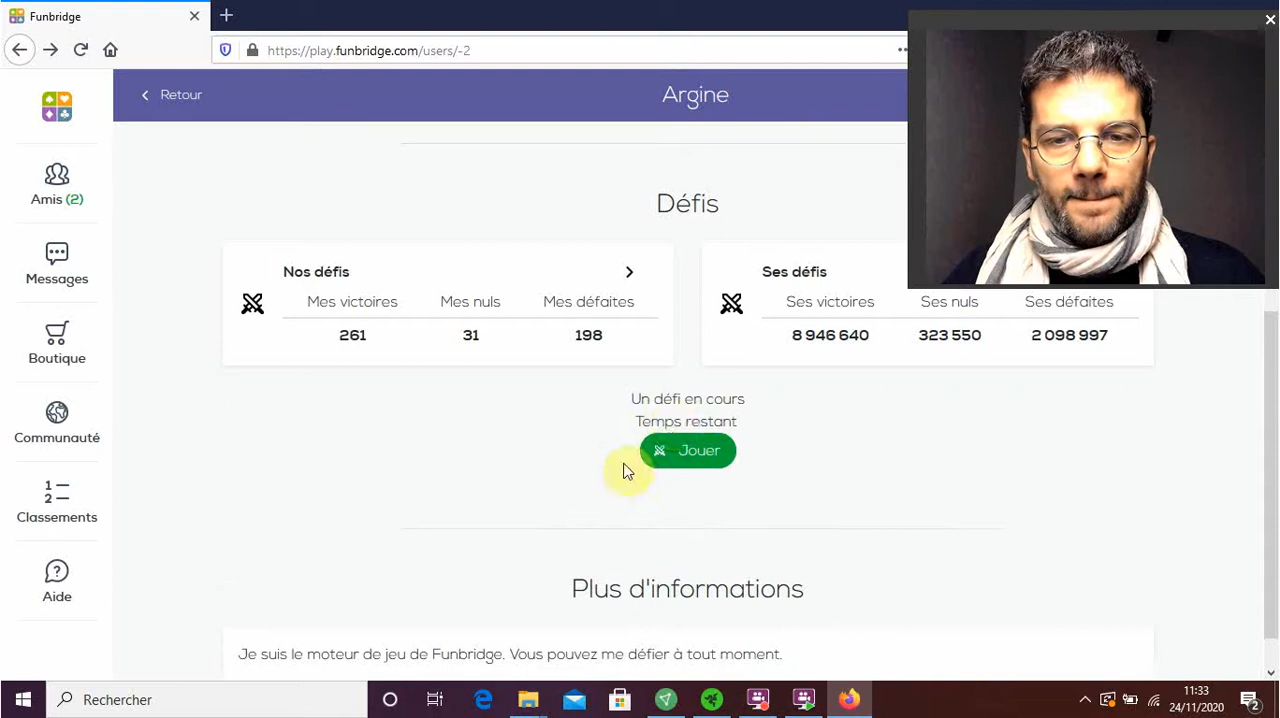 Funbridge
https://play.funbridge.com/users/-2
Retour
Argine
Amis (2)
Messages
Boutique
Communauté
1
2
Classements
Aide
Défis
Nos défis
Mes victoires Mes nuls Mes défaites
261 31 198
Ses défis
Ses victoires Ses nuls Ses défaites
8 946 640 323 550 2 098 997
Un défi en cours
Temps restant
Jouer
Plus d'informations
Je suis le moteur de jeu de Funbridge. Vous pouvez me défier à tout moment.
Rechercher
11:33
24/11/2020
2